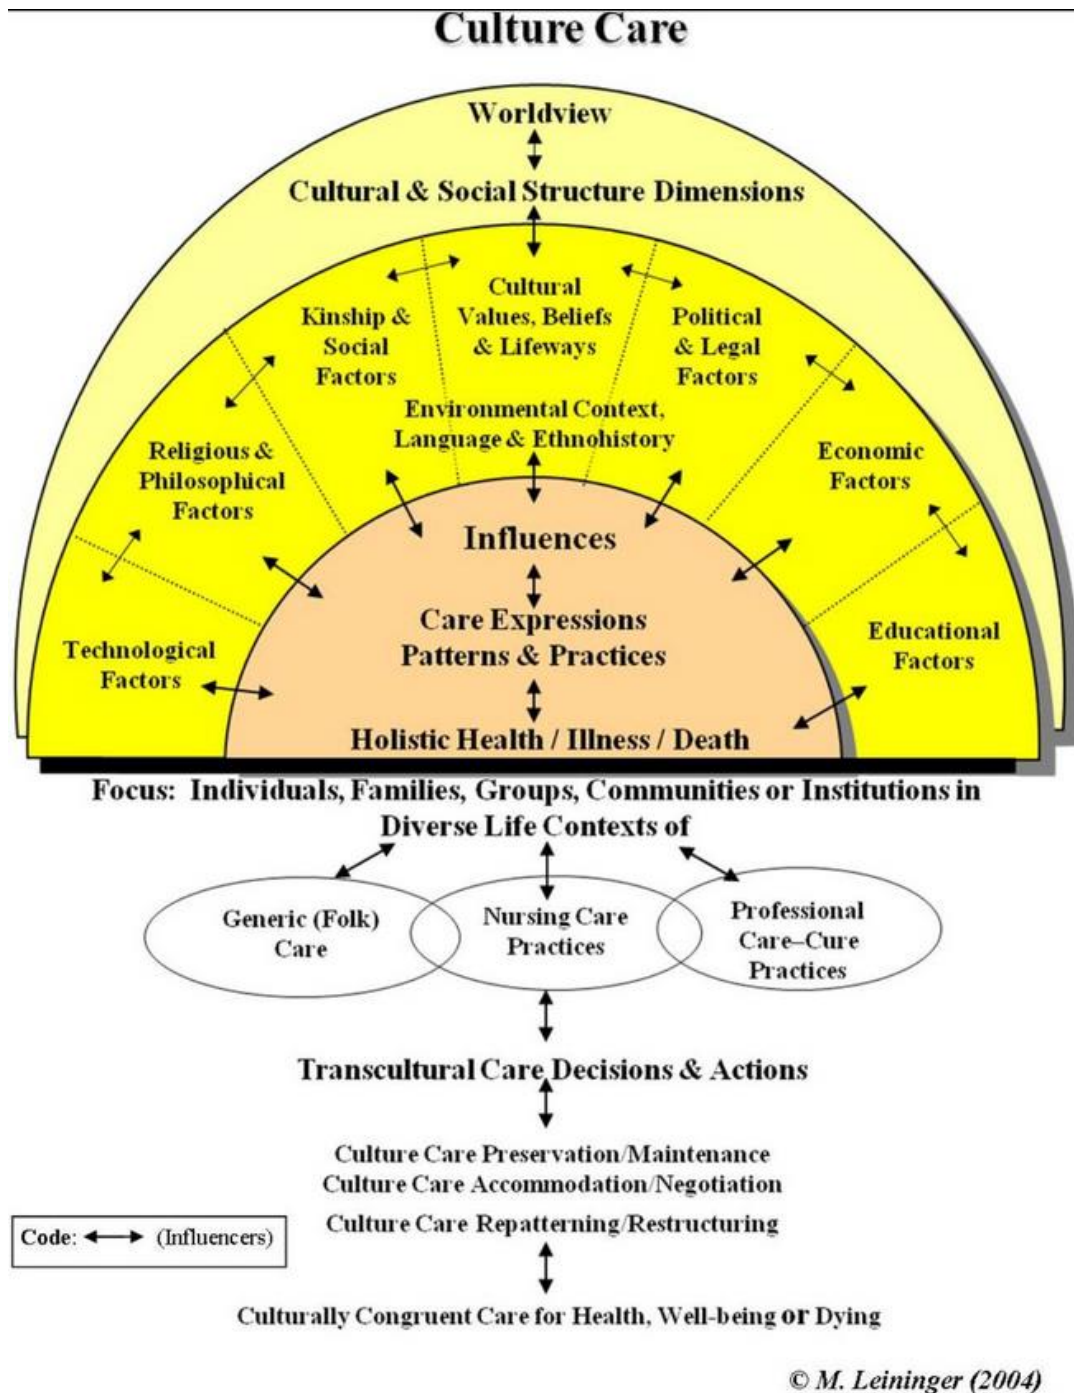 Culture Care
Worldview
Cultural & Social Structure Dimensions
Kinship &
Social
Factors
Cultural
Values, Beliefs
& Lifeways
Political
& Legal
Factors
Environmental Context,
Language & Ethnohistory
Religious &
Philosophical
Factors
Economic
Factors
Technological
Factors
Educational
Factors
Influences
Care Expressions
Patterns & Practices
Holistic Health / Illness / Death
Focus: Individuals, Families, Groups, Communities or Institutions in
Diverse Life Contexts of
Generic (Folk)
Care
Nursing Care
Practices
Professional
Care–Cure
Practices
Transcultural Care Decisions & Actions
Culture Care Preservation/Maintenance
Culture Care Accommodation/Negotiation
Culture Care Repatterning/Restructuring
Code: ↔ (Influencers)
Culturally Congruent Care for Health, Well-being or Dying
© M. Leininger (2004)